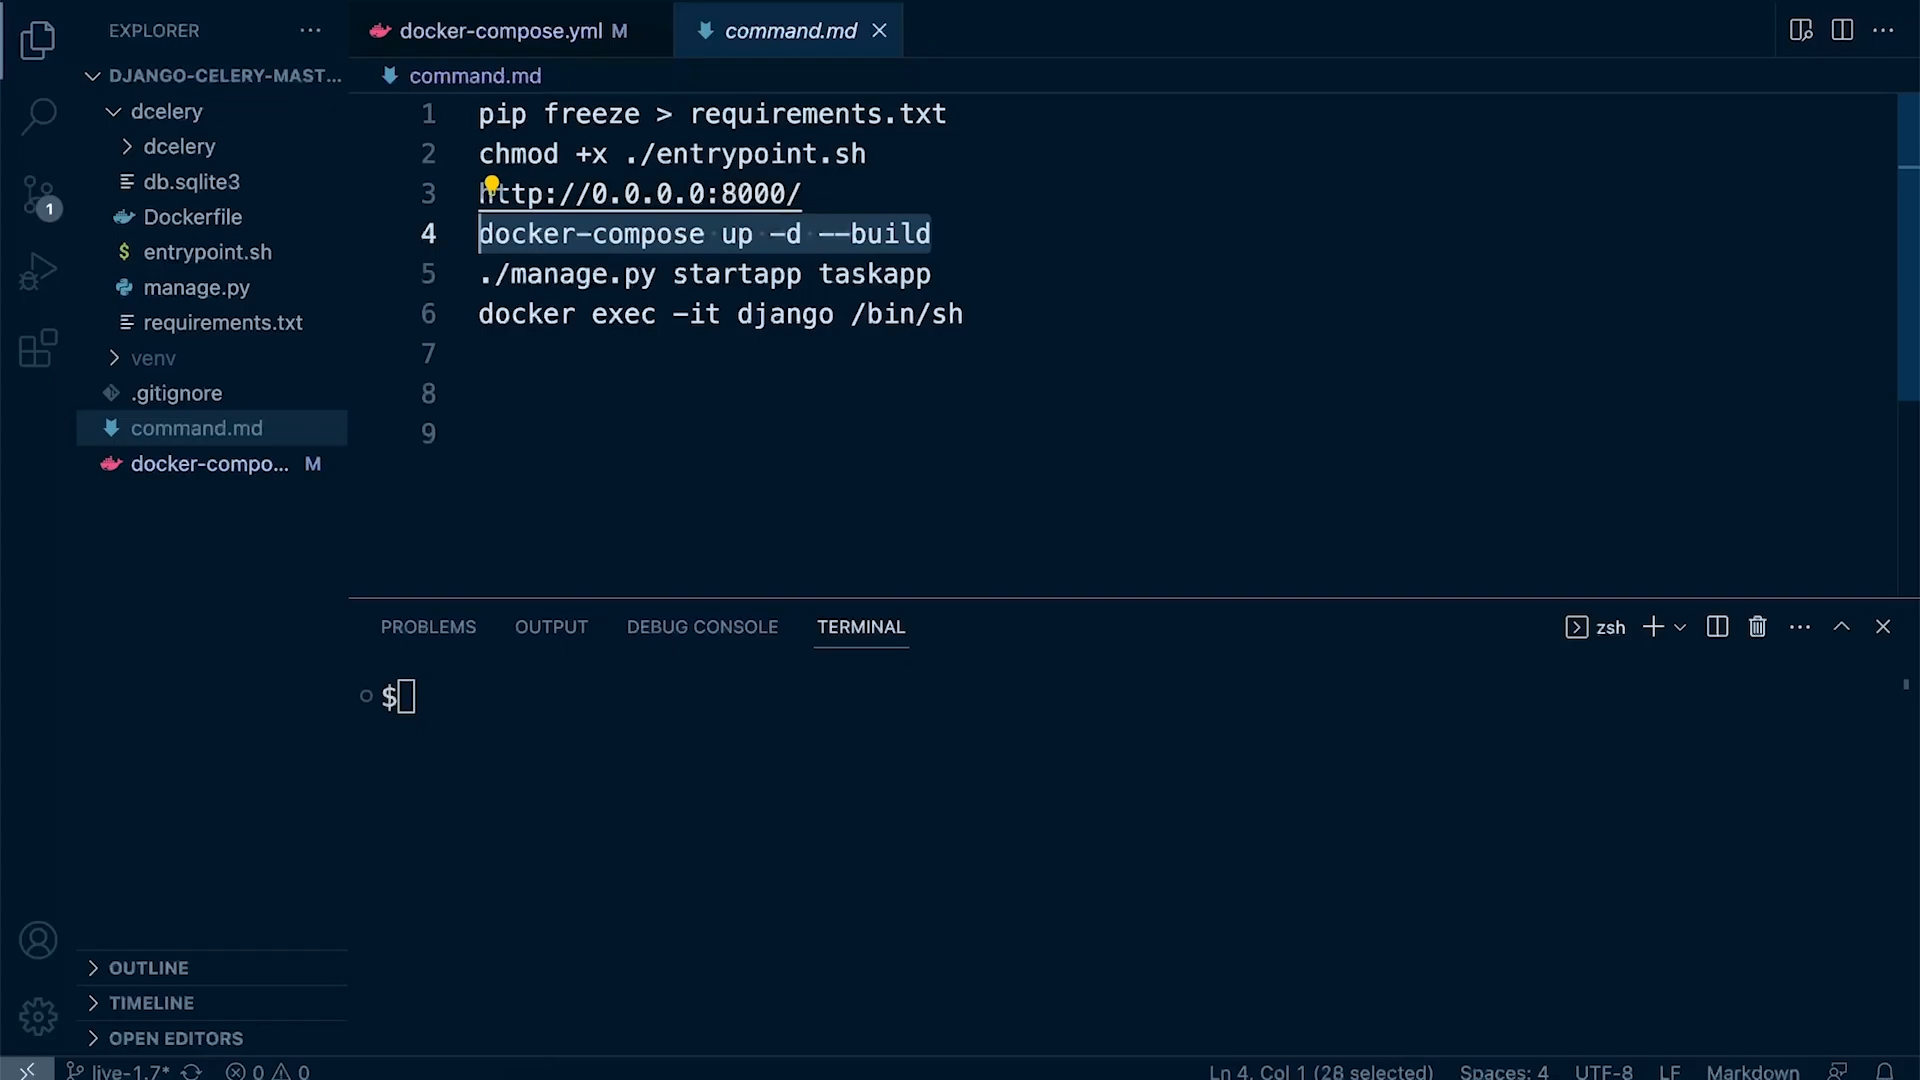 EXPLORER
docker-compose.yml M
command.md
DJANGO-CELERY-MAST...
command.md
dcelery
dcelery
db.sqlite3
Dockerfile
entrypoint.sh
manage.py
requirements.txt
venv
.gitignore
command.md
docker-compo... M
1
1 pip freeze > requirements.txt
2 chmod +x ./entrypoint.sh
3 http://0.0.0.0:8000/
4 docker-compose up -d --build
5 ./manage.py startapp taskapp
6 docker exec -it django /bin/sh
7
8
9
PROBLEMS OUTPUT DEBUG CONSOLE TERMINAL
zsh
$
OUTLINE
TIMELINE
OPEN EDITORS
live-1.7* 0 0
Ln 4, Col 1 (28 selected) Spaces: 4 UTF-8 LF Markdown